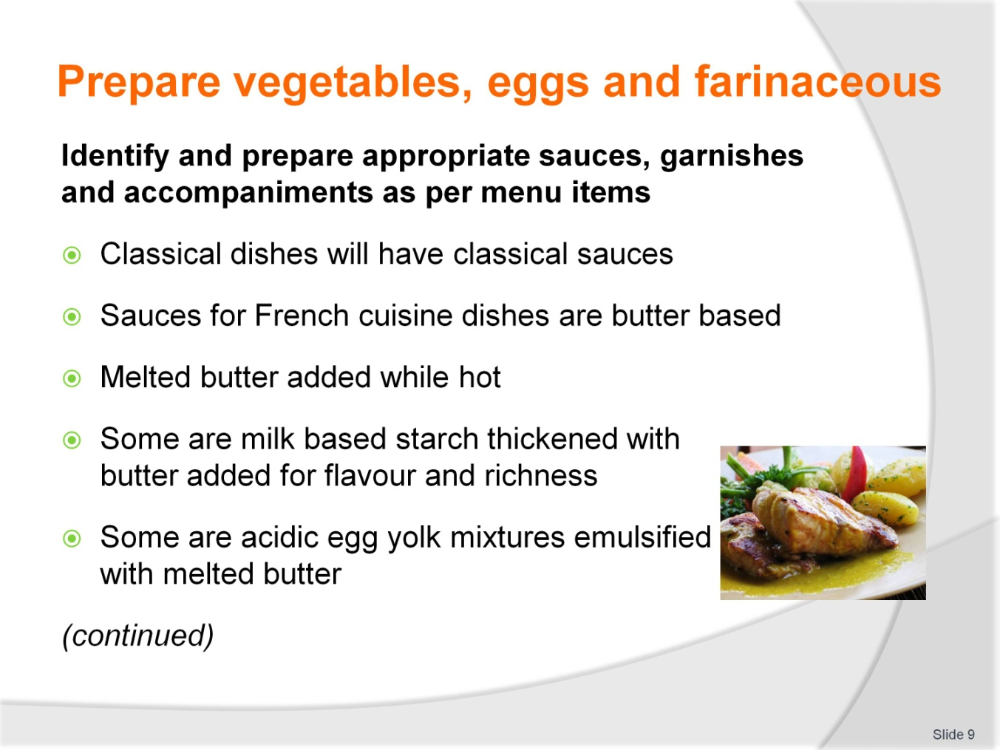 Prepare vegetables, eggs and farinaceous
Identify and prepare appropriate sauces, garnishes
and accompaniments as per menu items
Classical dishes will have classical sauces
Sauces for French cuisine dishes are butter based
Melted butter added while hot
Some are milk based starch thickened with
butter added for flavour and richness
Some are acidic egg yolk mixtures emulsified
with melted butter
(continued)
Slide 9